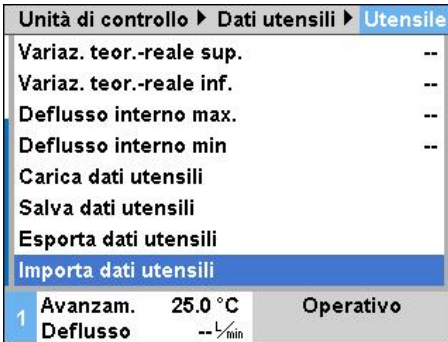 Unità di controllo ▶ Dati utensili ▶ Utensile
Variaz. teor.-reale sup. --
Variaz. teor.-reale inf. --
Deflusso interno max. --
Deflusso interno min --
Carica dati utensili
Salva dati utensili
Esporta dati utensili
Importa dati utensili
1 Avanzam. 25.0 °C Operativo
Deflusso -- L/min